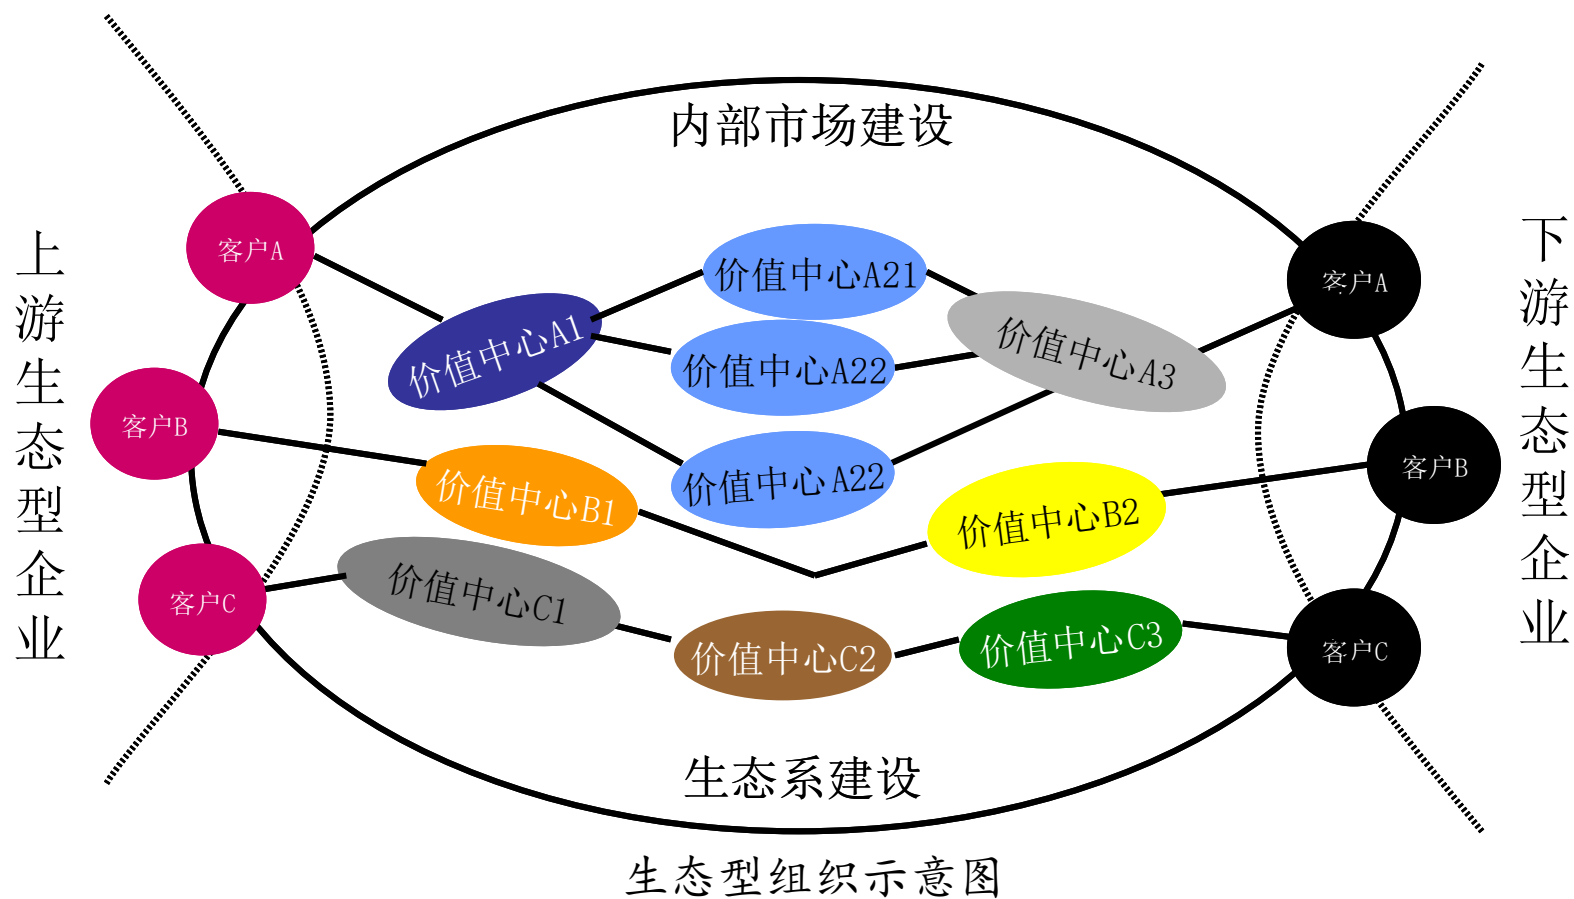 内部市场建设
上游生态型企业
下游生态型企业
客户A
客户B
客户C
价值中心A1
价值中心A21
价值中心A22
价值中心A22
价值中心A3
价值中心B1
价值中心B2
价值中心C1
价值中心C2
价值中心C3
客户A
客户B
客户C
生态系建设
生态型组织示意图